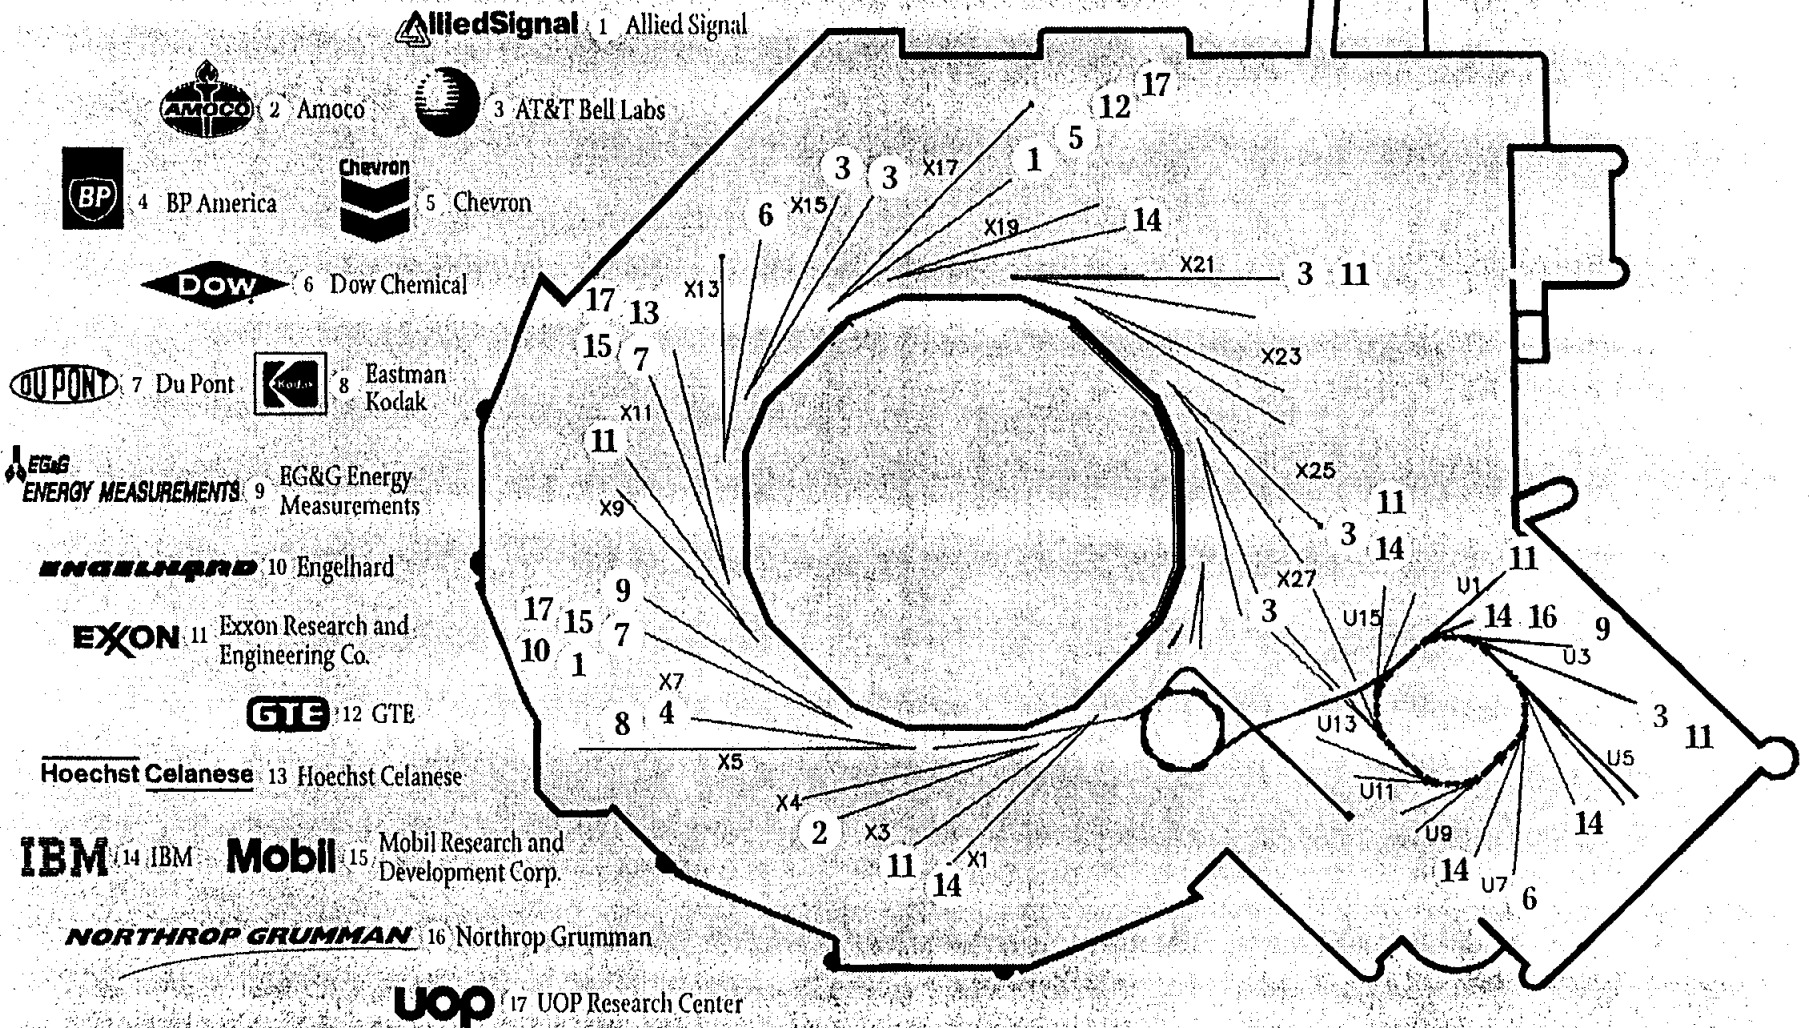 AlliedSignal 1 Allied Signal
AMOCO 2 Amoco
3 AT&T Bell Labs
BP 4 BP America
Chevron 5 Chevron
DOW 6 Dow Chemical
DU PONT 7 Du Pont
Kodak 8 Eastman
Kodak
EG&G
ENERGY MEASUREMENTS 9 EG&G Energy
Measurements
ENGELHARD 10 Engelhard
EXXON 11 Exxon Research and
Engineering Co.
GTE 12 GTE
Hoechst Celanese 13 Hoechst Celanese
IBM 14 IBM
Mobil 15 Mobil Research and
Development Corp.
NORTHROP GRUMMAN 16 Northrop Grumman
uop 17 UOP Research Center
17
12
5
1
3 3 X17
6 X15
X19 14
X21 3 11
X13
17 13
15 7
X23
X11
11
X9
X25
11
3 14
11
X27
3
U1
U15
14 16 9
U3
9
17 15 7
10 1
X7
8 4
X5
U13
3 11
U5
X4
2 X3
11 X1
14
U11
U9
14
14 U7 6